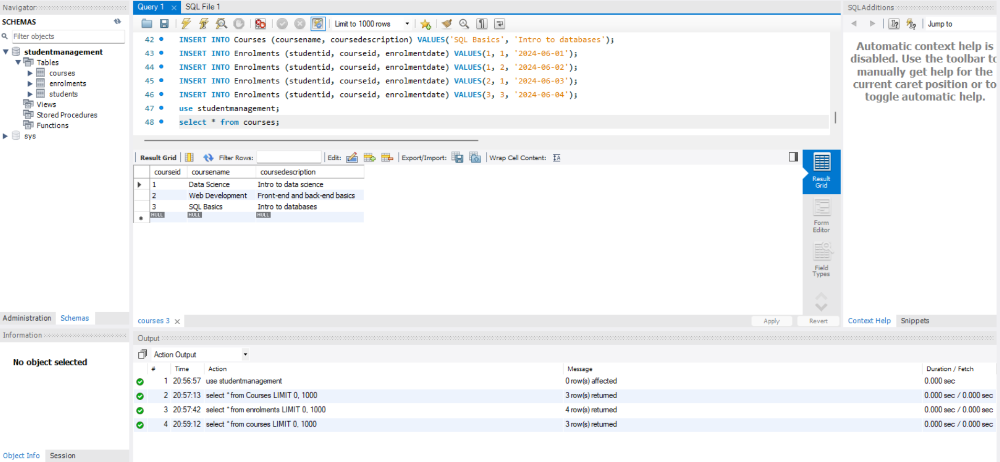 Navigator
SCHEMAS
Filter objects
studentmanagement
Tables
courses
enrolments
students
Views
Stored Procedures
Functions
sys
Administration Schemas
Information
No object selected
Object Info Session
Query 1 SQL File 1
Limit to 1000 rows
42 INSERT INTO Courses (coursename, coursedescription) VALUES('SQL Basics', 'Intro to databases');
43 INSERT INTO Enrolments (studentid, courseid, enrolmentdate) VALUES(1, 1, '2024-06-01');
44 INSERT INTO Enrolments (studentid, courseid, enrolmentdate) VALUES(1, 2, '2024-06-02');
45 INSERT INTO Enrolments (studentid, courseid, enrolmentdate) VALUES(2, 1, '2024-06-03');
46 INSERT INTO Enrolments (studentid, courseid, enrolmentdate) VALUES(3, 3, '2024-06-04');
47 use studentmanagement;
48 select * from courses;
Result Grid Filter Rows: Edit: Export/Import: Wrap Cell Content:
courseid coursename coursedescription
1 Data Science Intro to data science
2 Web Development Front-end and back-end basics
3 SQL Basics Intro to databases
NULL NULL NULL
Result
Grid
Form
Editor
Field
Types
courses 3 Apply Revert
Output
Action Output
# Time Action Message Duration / Fetch
1 20:56:57 use studentmanagement 0 row(s) affected 0.000 sec
2 20:57:13 select * from Courses LIMIT 0, 1000 3 row(s) returned 0.000 sec / 0.000 sec
3 20:57:42 select * from enrolments LIMIT 0, 1000 4 row(s) returned 0.000 sec / 0.000 sec
4 20:59:12 select * from courses LIMIT 0, 1000 3 row(s) returned 0.000 sec / 0.000 sec
SQLAdditions
Jump to
Automatic context help is
disabled. Use the toolbar to
manually get help for the
current caret position or to
toggle automatic help.
Context Help Snippets